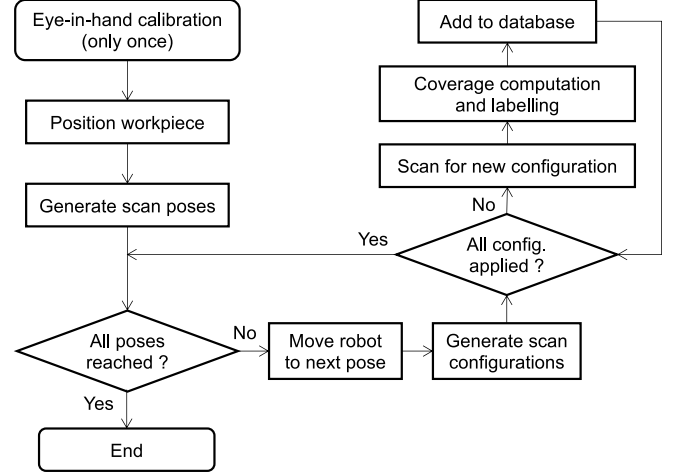 Eye-in-hand calibration
(only once)
Position workpiece
Generate scan poses
All poses
reached ?
Yes
End
No
Move robot
to next pose
Generate scan
configurations
All config.
applied ?
Yes
No
Scan for new configuration
Coverage computation
and labelling
Add to database